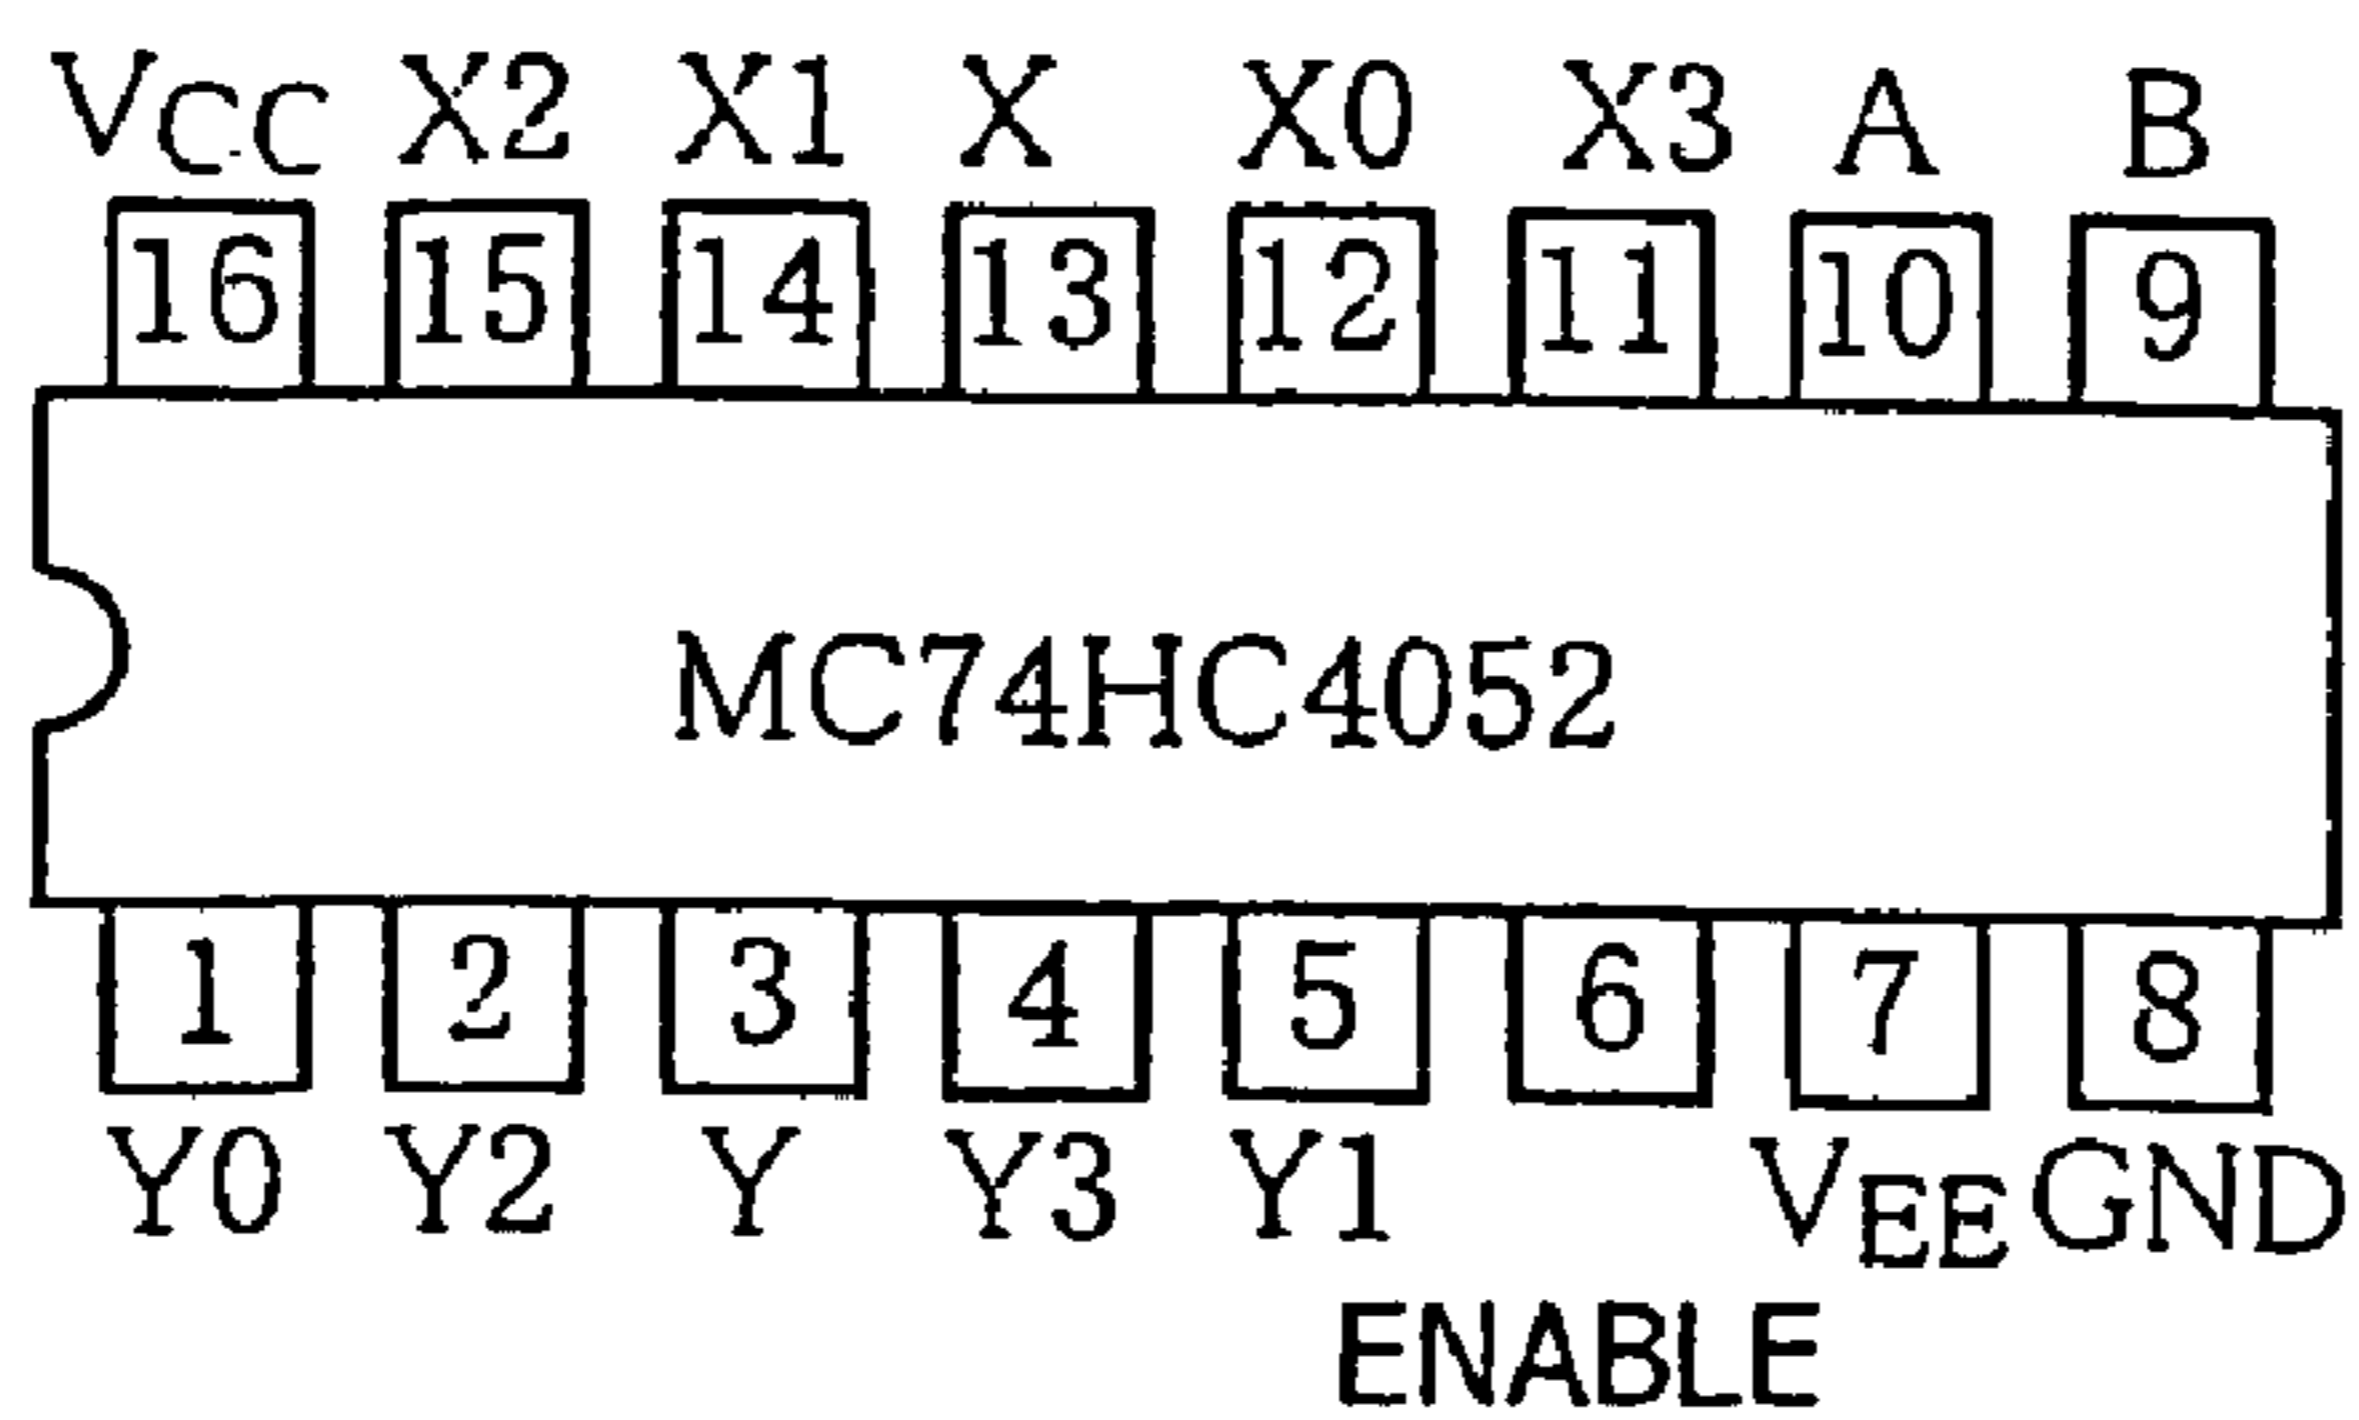 VCC X2 X1 X X0 X3 A B
16 15 14 13 12 11 10 9
MC74HC4052
1 2 3 4 5 6 7 8
Y0 Y2 Y Y3 Y1 VEE GND
ENABLE